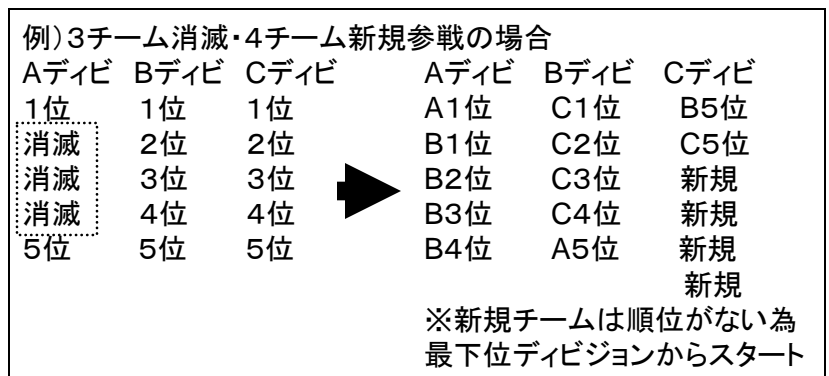 例)3チーム消滅・4チーム新規参戦の場合
Aディビ Bディビ Cディビ Aディビ Bディビ Cディビ
1位 1位 1位 A1位 C1位 B5位
消滅 2位 2位 B1位 C2位 C5位
消滅 3位 3位 B2位 C3位 新規
消滅 4位 4位 B3位 C4位 新規
5位 5位 5位 B4位 A5位 新規
新規
※新規チームは順位がない為
最下位ディビジョンからスタート